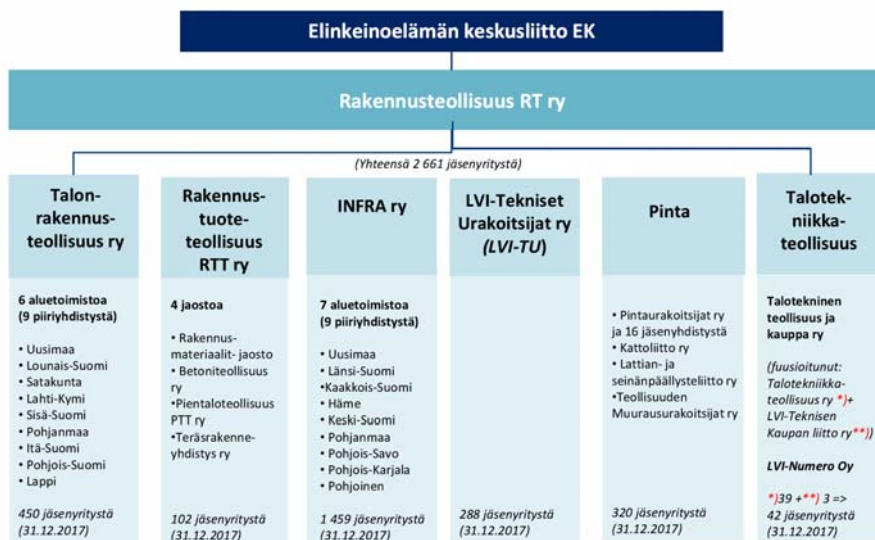 Elinkeinoelämän keskusliitto EK
Rakennusteollisuus RT ry
(Yhteensä 2 661 jäsenyritystä)
Talon-
rakennus-
teollisuus ry
6 aluetoimistoa
(9 piiriyhdistystä)
• Uusimaa
• Lounais-Suomi
• Satakunta
• Lahti-Kymi
• Sisä-Suomi
• Pohjanmaa
• Itä-Suomi
• Pohjois-Suomi
• Lappi
450 jäsenyritystä
(31.12.2017)
Rakennus-
tuote-
teollisuus
RTT ry
4 jaostoa
• Rakennus-
materiaalit- jaosto
• Betoniteollisuus
ry
• Pientaloteollisuus
PTT ry
• Teräsrakenne-
yhdistys ry
102 jäsenyritystä
(31.12.2017)
INFRA ry
7 aluetoimistoa
(9 piiriyhdistystä)
• Uusimaa
• Länsi-Suomi
•Kaakkois-Suomi
• Häme
• Keski-Suomi
• Pohjanmaa
• Pohjois-Savo
• Pohjois-Karjala
• Pohjoinen
1 459 jäsenyritystä
(31.12.2017)
LVI-Tekniset
Urakoitsijat ry
(LVI-TU)
288 jäsenyritystä
(31.12.2017)
Pinta
• Pintaurakoitsijat ry
ja 16 jäsenyhdistystä
• Kattoliitto ry
• Lattian- ja
seinänpäällysteliitto ry
• Teollisuuden
Muurausurakoitsijat ry
320 jäsenyritystä
(31.12.2017)
Talotek-
niikka-
teollisuus
Talotekninen
teollisuus ja
kauppa ry
(fuusioitunut:
Talotekniikka-
teollisuus ry *)+
LVI-Teknisen
Kaupan liitto ry**))
LVI-Numero Oy
*)39 +**) 3 =>
42 jäsenyritystä
(31.12.2017)